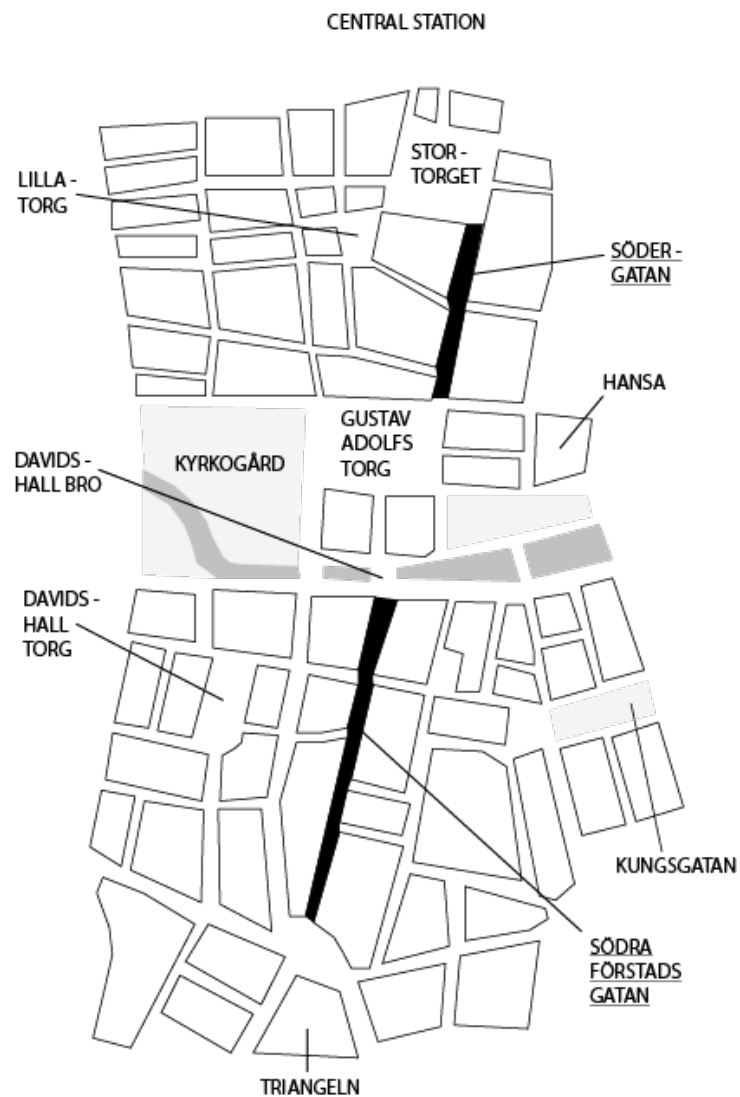 CENTRAL STATION
STOR -
TORGET
LILLA -
TORG
SÖDER -
GATAN
HANSA
GUSTAV
ADOLFS
TORG
KYRKOGÅRD
DAVIDS -
HALL BRO
DAVIDS -
HALL
TORG
KUNGSGATAN
SÖDRA
FÖRSTADS
GATAN
TRIANGELN